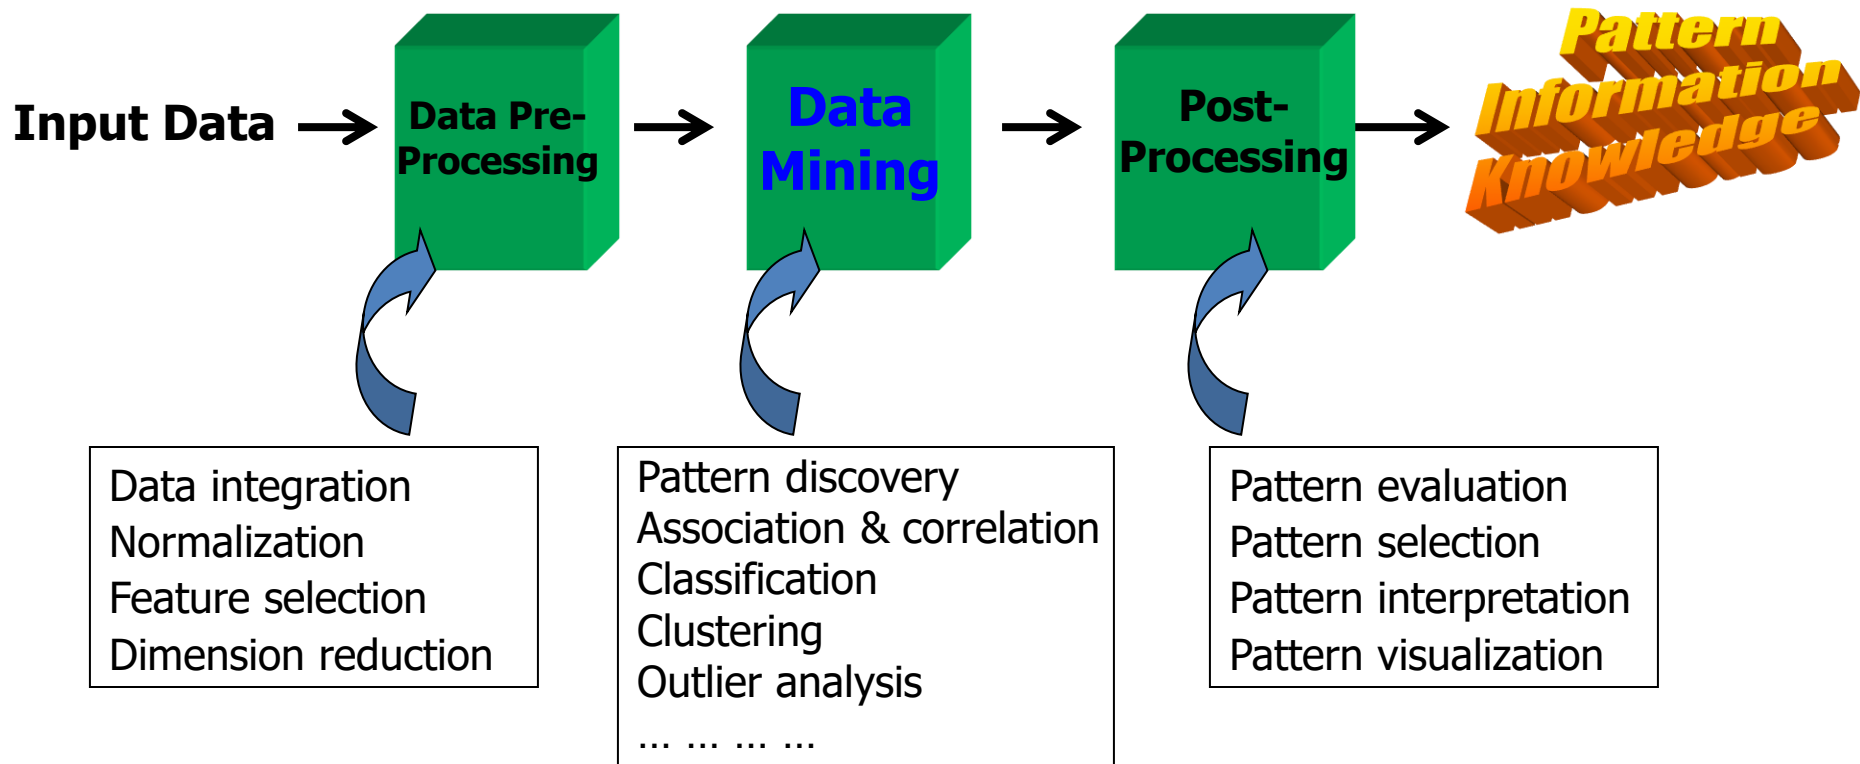 Input Data
Data Pre-
Processing
Data
Mining
Post-
Processing
Pattern
Information
Knowledge
Data integration
Normalization
Feature selection
Dimension reduction
Pattern discovery
Association & correlation
Classification
Clustering
Outlier analysis
… … … …
Pattern evaluation
Pattern selection
Pattern interpretation
Pattern visualization